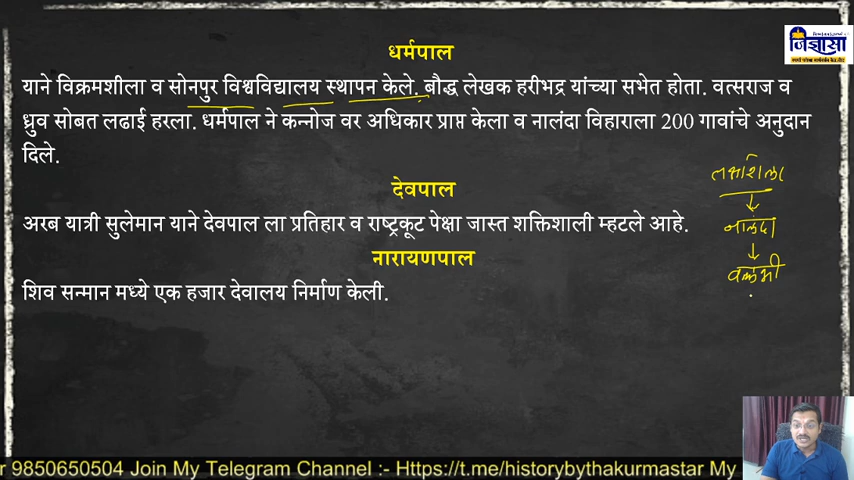 धर्मपाल
याने विक्रमशीला व सोनपुर विश्वविद्यालय स्थापन केले. बौद्ध लेखक हरीभद्र यांच्या सभेत होता. वत्सराज व
ध्रुव सोबत लढाई हरला. धर्मपाल ने कन्नोज वर अधिकार प्राप्त केला व नालंदा विहाराला 200 गावांचे अनुदान
दिले.
देवपाल
अरब यात्री सुलेमान याने देवपाल ला प्रतिहार व राष्ट्रकूट पेक्षा जास्त शक्तिशाली म्हटले आहे.
नारायणपाल
शिव सन्मान मध्ये एक हजार देवालय निर्माण केली.
तक्षशिला
नालंदा
वल्लभी
जिज्ञासा
r 9850650504 Join My Telegram Channel :- Https://t.me/historybythakurmastar My